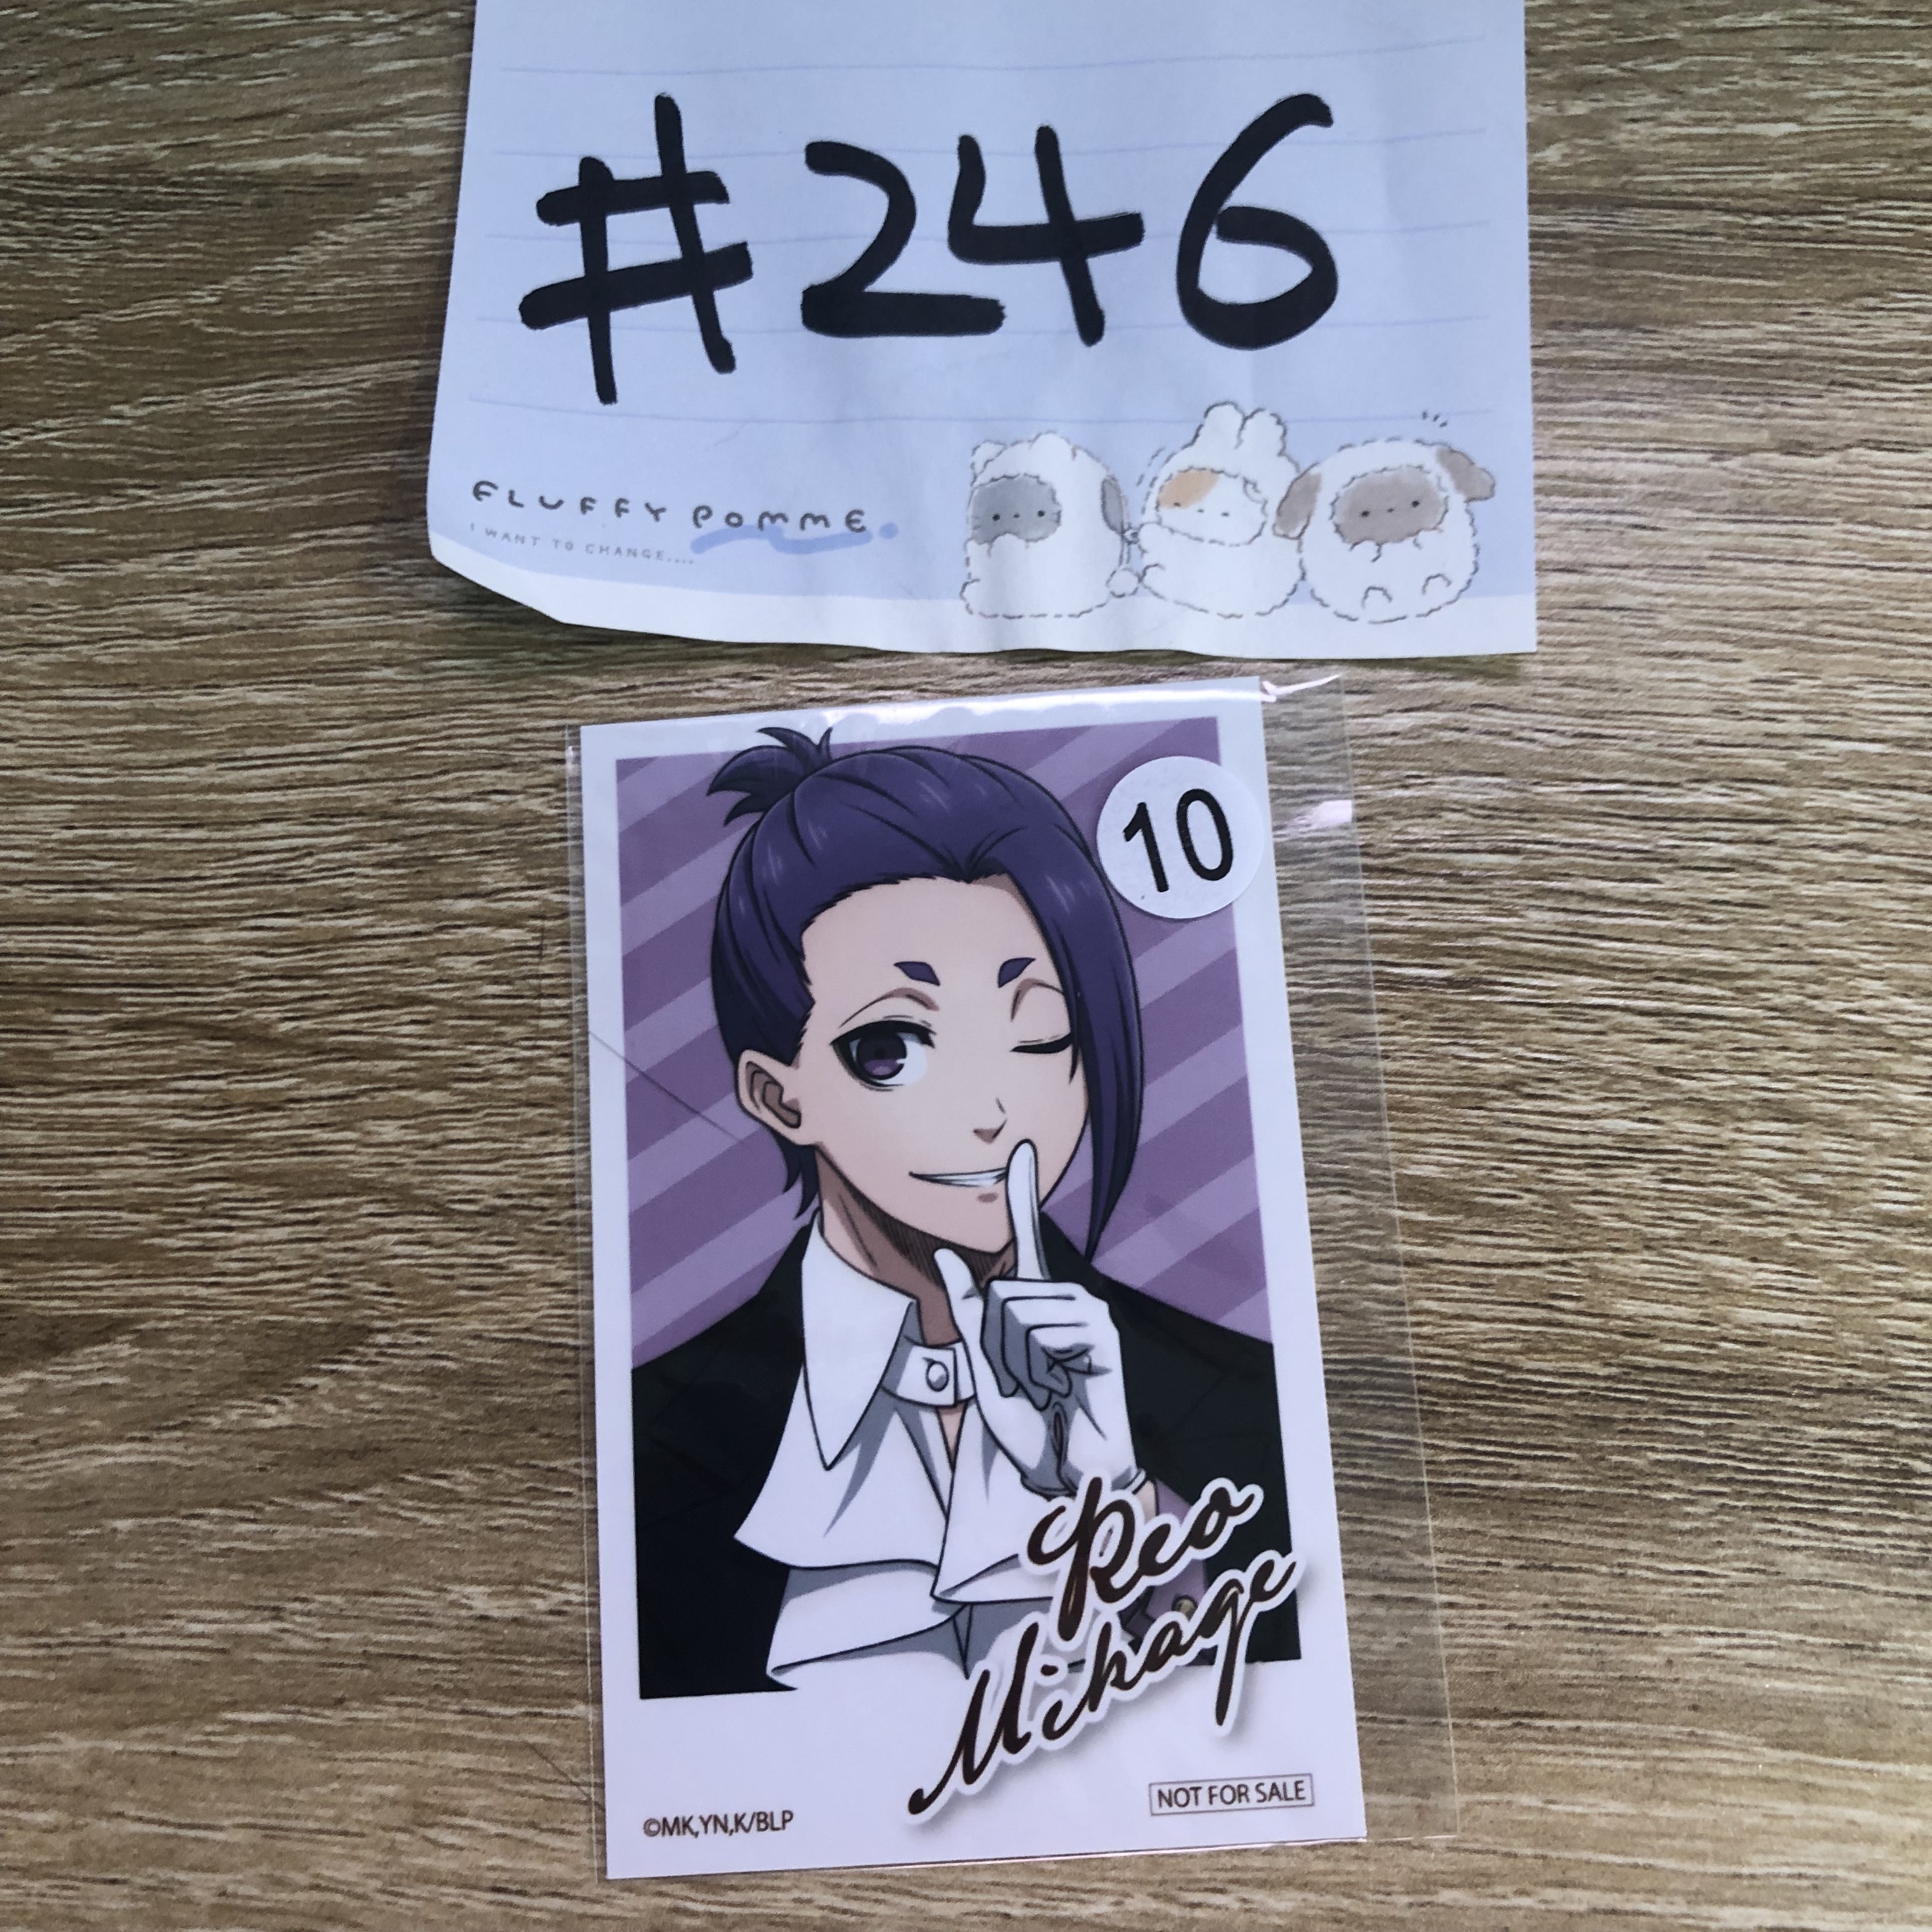 #246
FLUFFY POMME
I WANT TO CHANGE....
10
Reo
Mikage
NOT FOR SALE
©MK,YN,K/BLP